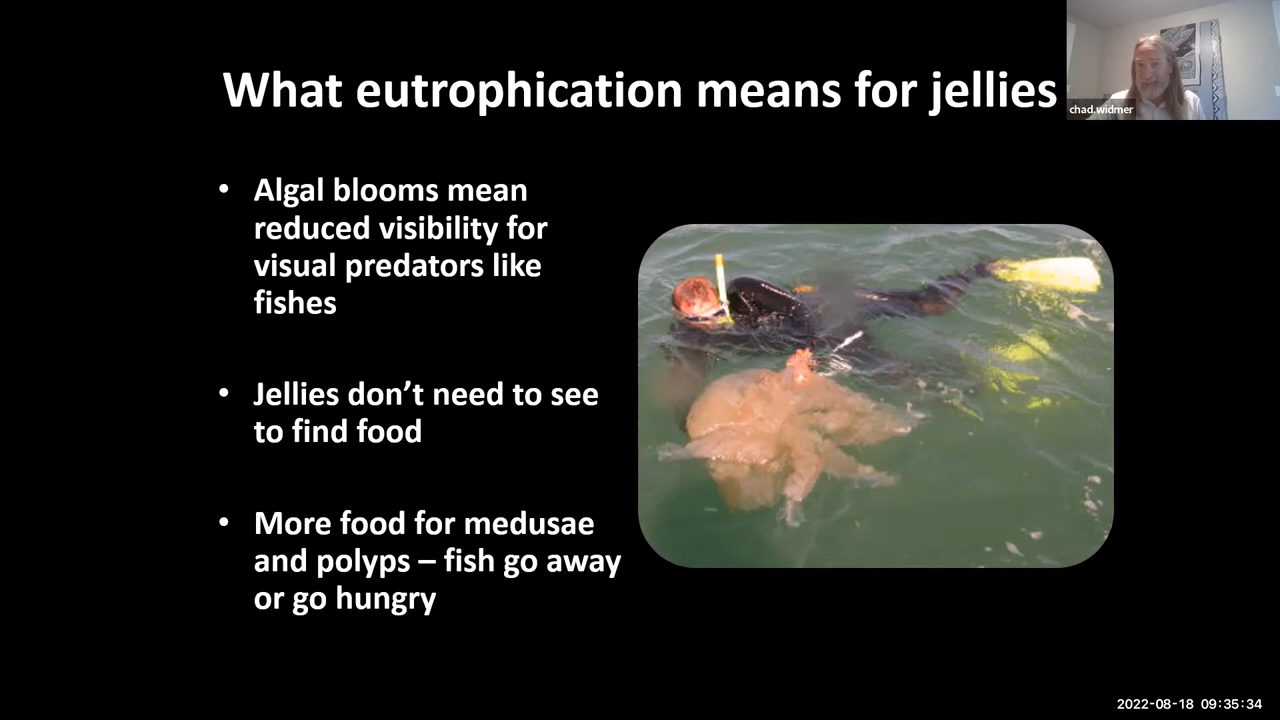 What eutrophication means for jellies
chad.widmer
• Algal blooms mean
reduced visibility for
visual predators like
fishes
• Jellies don’t need to see
to find food
• More food for medusae
and polyps – fish go away
or go hungry
2022-08-18 09:35:34